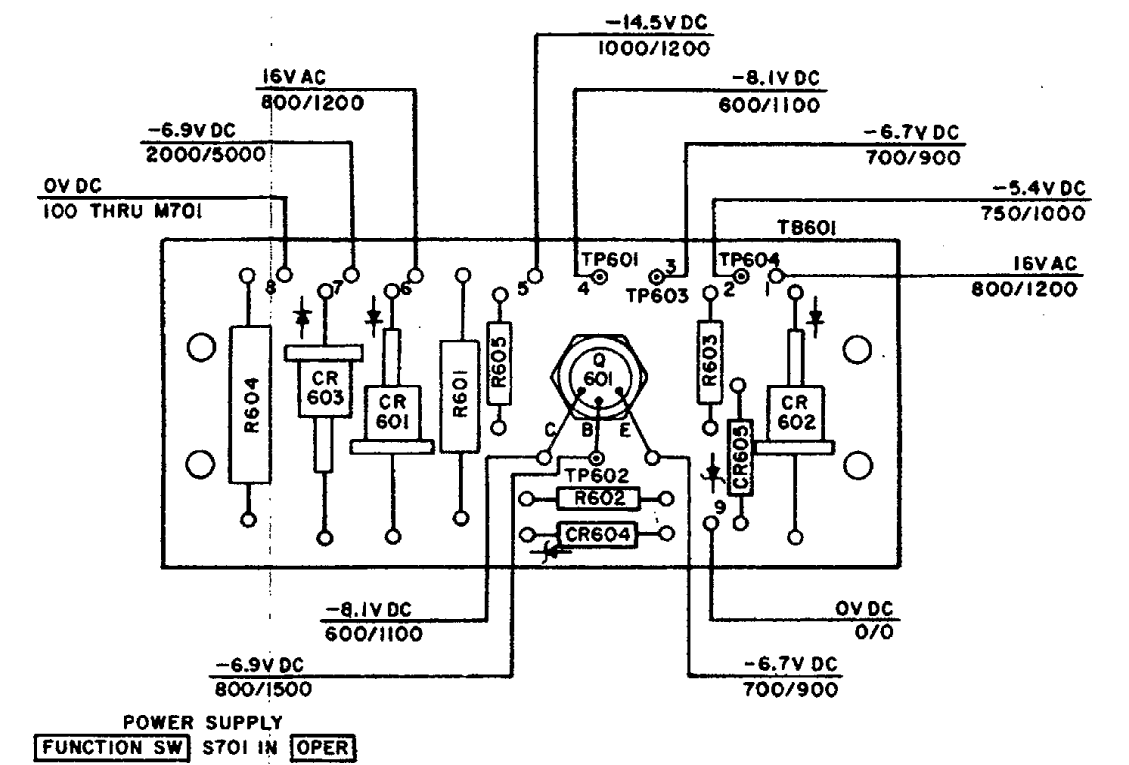 -14.5V DC
1000/1200
16V AC
800/1200
-8.1V DC
600/1100
-6.9V DC
2000/5000
-6.7V DC
700/900
0V DC
100 THRU M701
-5.4V DC
750/1000
TB601
16V AC
800/1200
8
7
6
5
TP601
4
3
TP603
TP604
2
1
R604
CR
603
CR
601
R601
R605
Q
601
C
B
E
R603
CR605
CR
602
TP602
R602
CR604
9
-8.1V DC
600/1100
0V DC
0/0
-6.9V DC
800/1500
-6.7V DC
700/900
POWER SUPPLY
FUNCTION SW S701 IN OPER